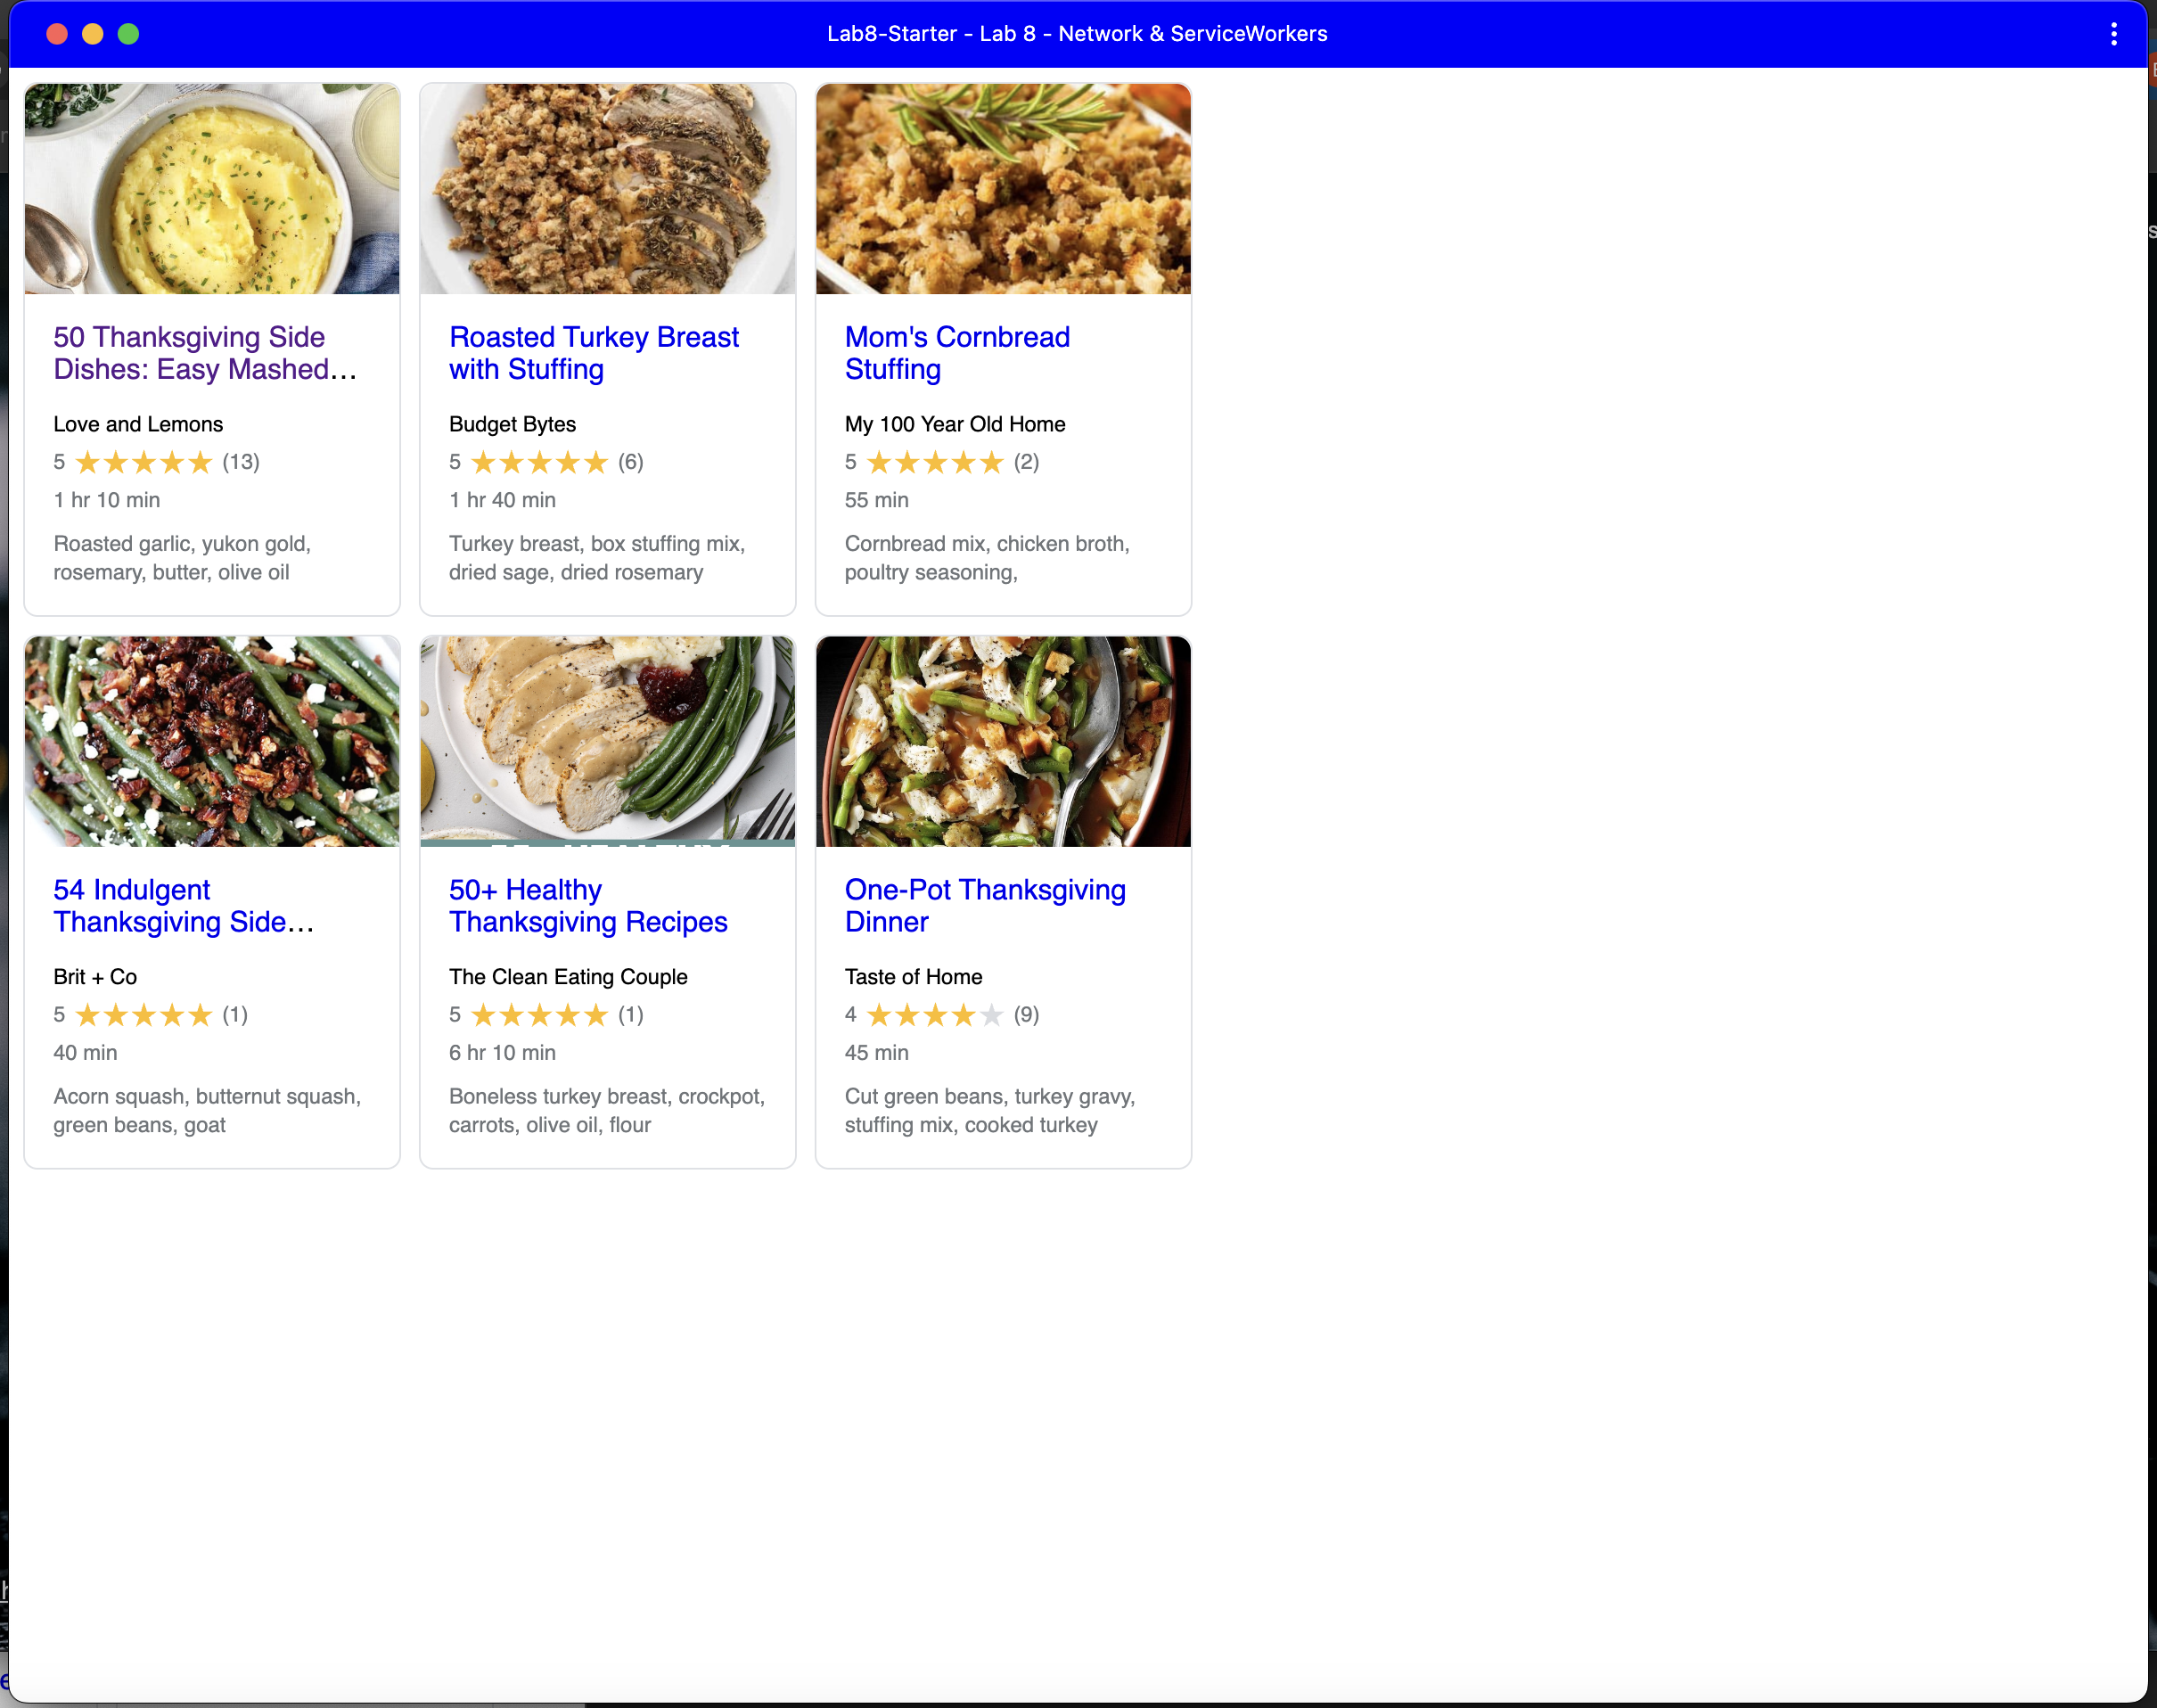 Lab8-Starter - Lab 8 - Network & ServiceWorkers
50 Thanksgiving Side
Dishes: Easy Mashed...
Love and Lemons
5 ★★★★★ (13)
1 hr 10 min
Roasted garlic, yukon gold,
rosemary, butter, olive oil
Roasted Turkey Breast
with Stuffing
Budget Bytes
5 ★★★★★ (6)
1 hr 40 min
Turkey breast, box stuffing mix,
dried sage, dried rosemary
Mom's Cornbread
Stuffing
My 100 Year Old Home
5 ★★★★★ (2)
55 min
Cornbread mix, chicken broth,
poultry seasoning,
54 Indulgent
Thanksgiving Side...
Brit + Co
5 ★★★★★ (1)
40 min
Acorn squash, butternut squash,
green beans, goat
50+ Healthy
Thanksgiving Recipes
The Clean Eating Couple
5 ★★★★★ (1)
6 hr 10 min
Boneless turkey breast, crockpot,
carrots, olive oil, flour
One-Pot Thanksgiving
Dinner
Taste of Home
4 ★★★★★ (9)
45 min
Cut green beans, turkey gravy,
stuffing mix, cooked turkey